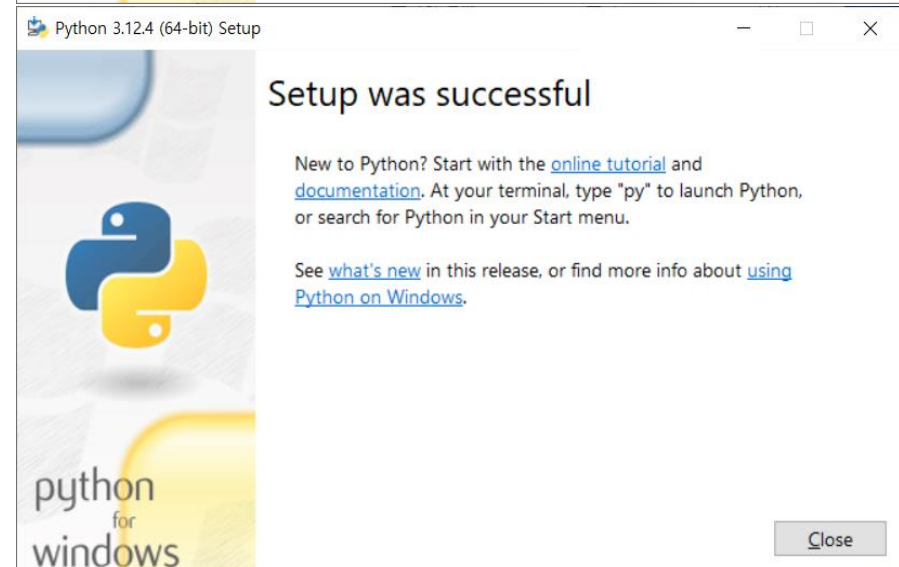 Python 3.12.4 (64-bit) Setup
Setup was successful
New to Python? Start with the online tutorial and
documentation. At your terminal, type "py" to launch Python,
or search for Python in your Start menu.
See what's new in this release, or find more info about using
Python on Windows.
python
for
windows
Close